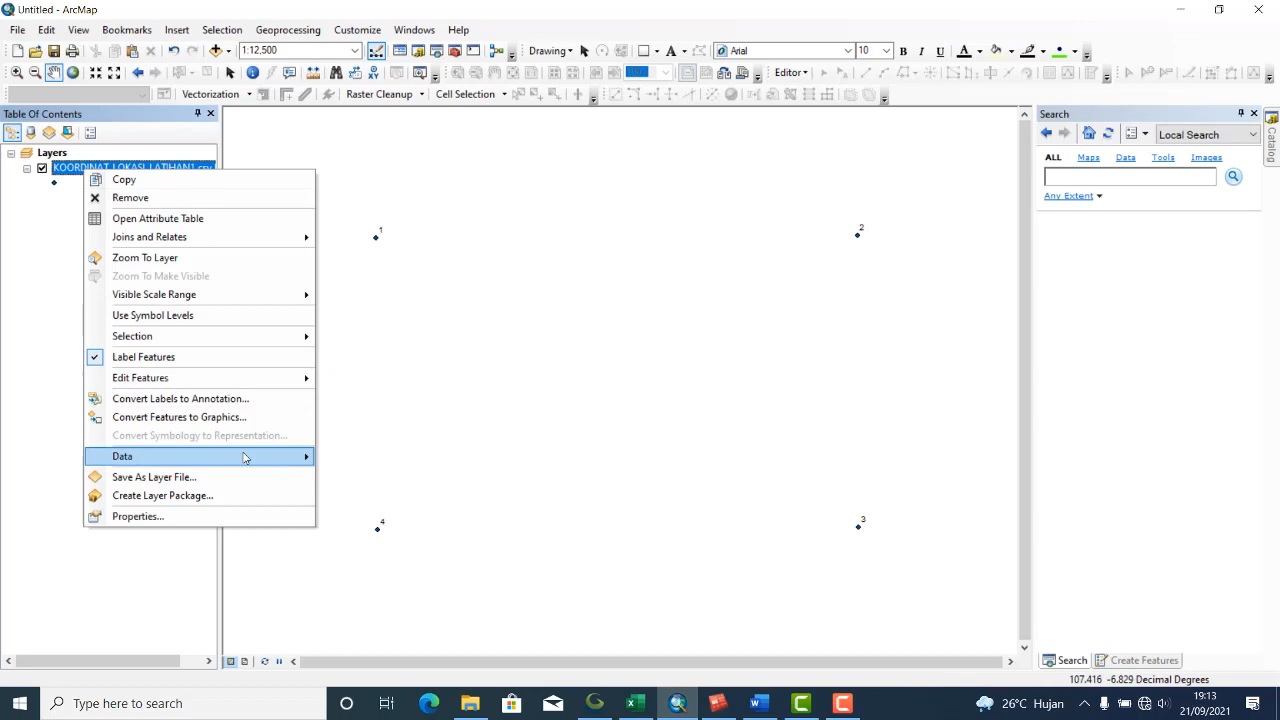 Untitled - ArcMap
File Edit View Bookmarks Insert Selection Geoprocessing Customize Windows Help
1:12,500 Drawing Arial 10 B I U A
Editor
Vectorization Raster Cleanup Cell Selection
Table Of Contents
Search
Layers
KOORDINAT_LOKASI_LATIHAN1.csv
Local Search
ALL Maps Data Tools Images
Any Extent
Catalog
Copy
Remove
Open Attribute Table
Joins and Relates
Zoom To Layer
Zoom To Make Visible
Visible Scale Range
Use Symbol Levels
Selection
Label Features
Edit Features
Convert Labels to Annotation...
Convert Features to Graphics...
Convert Symbology to Representation...
Data
Save As Layer File...
Create Layer Package...
Properties...
1
2
4
3
Search Create Features
107.416 -6.829 Decimal Degrees
Type here to search
26°C Hujan
19:13
21/09/2021